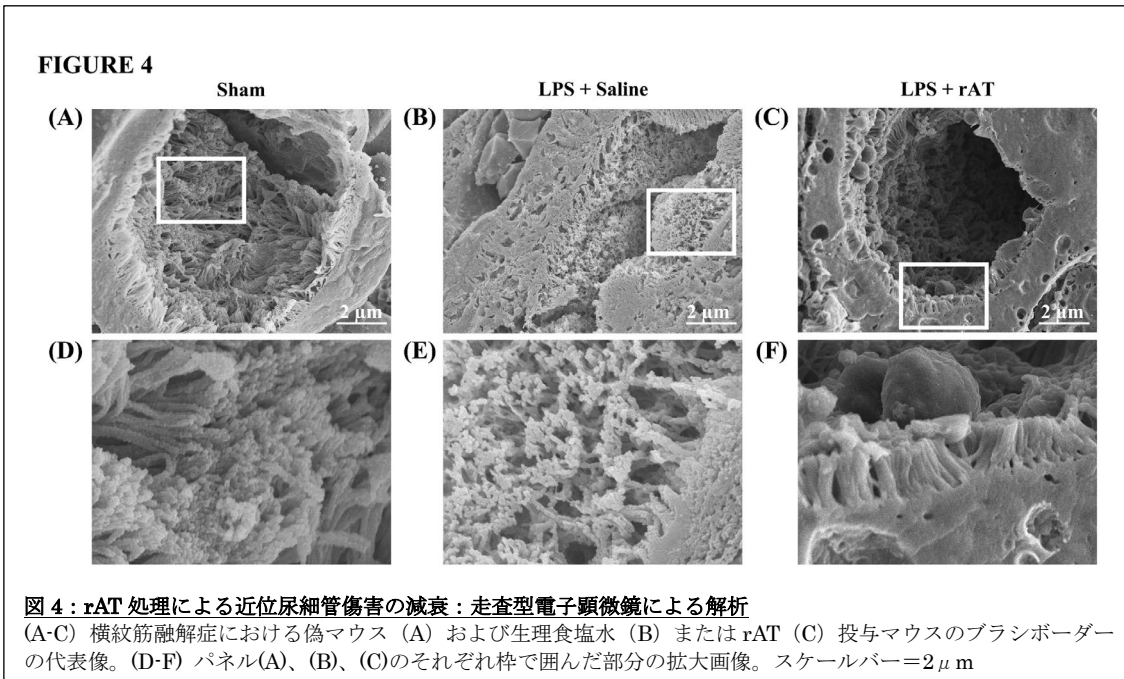 FIGURE 4
Sham
LPS + Saline
LPS + rAT
(A)
(B)
(C)
2 μm
2 μm
2 μm
(D)
(E)
(F)
図 4：rAT 処理による近位尿細管傷害の減衰：走査型電子顕微鏡による解析
(A-C) 横紋筋融解症における偽マウス（A）および生理食塩水（B）または rAT（C）投与マウスのブラシボーダー
の代表像。(D-F) パネル(A)、(B)、(C)のそれぞれ枠で囲んだ部分の拡大画像。スケールバー＝2μm